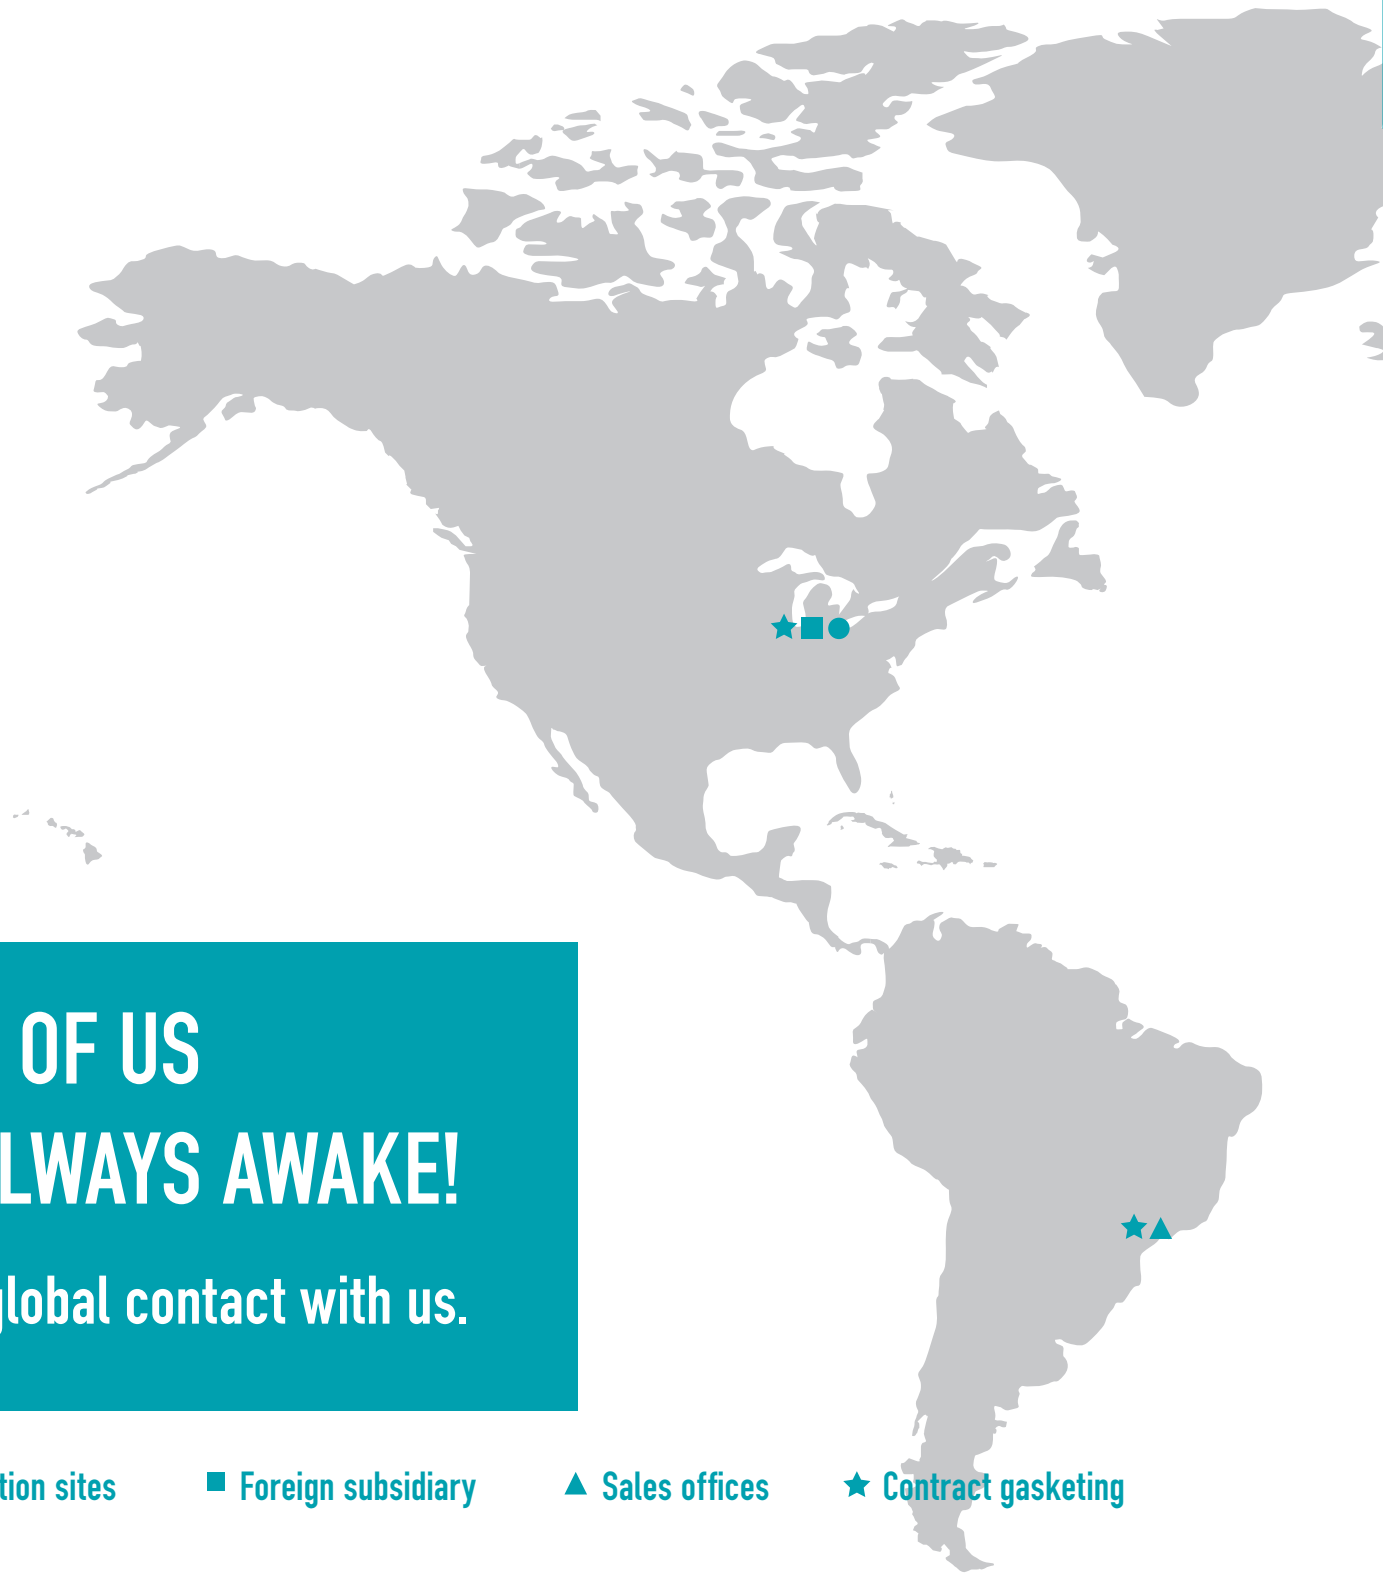 OF US
LWAYS AWAKE!
global contact with us.
tion sites
Foreign subsidiary
Sales offices
Contract gasketing